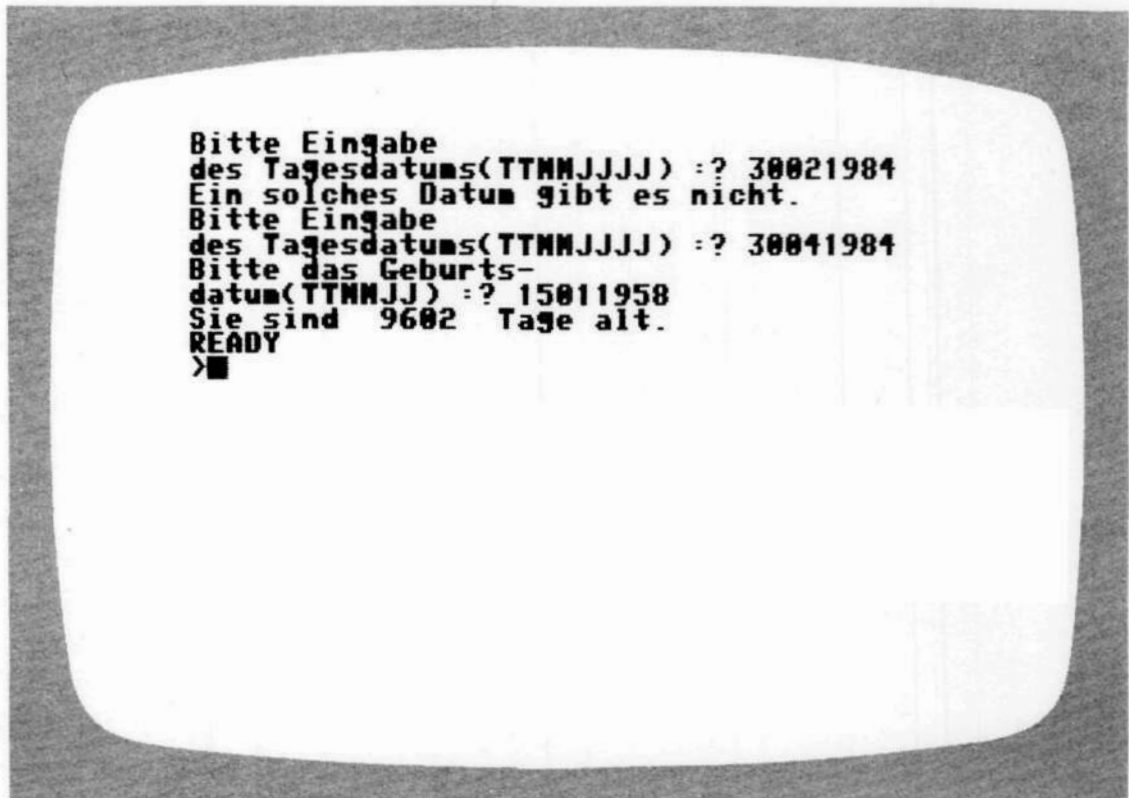 Bitte Eingabe
des Tagesdatums(TTMMJJJJ) :? 30021984
Ein solches Datum gibt es nicht.
Bitte Eingabe
des Tagesdatums(TTMMJJJJ) :? 30041984
Bitte das Geburts-
datum(TTMMJJ) :? 15011958
Sie sind 9602 Tage alt.
READY
>